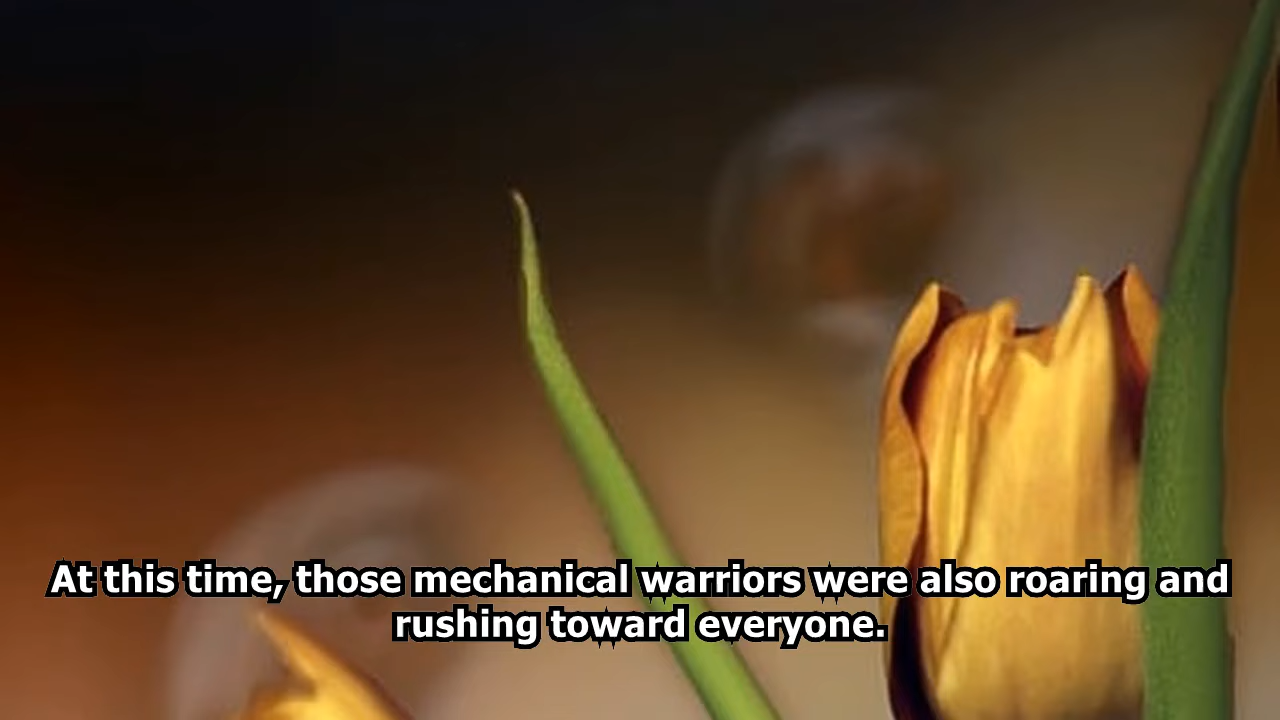 At this time, those mechanical warriors were also roaring and
rushing toward everyone.